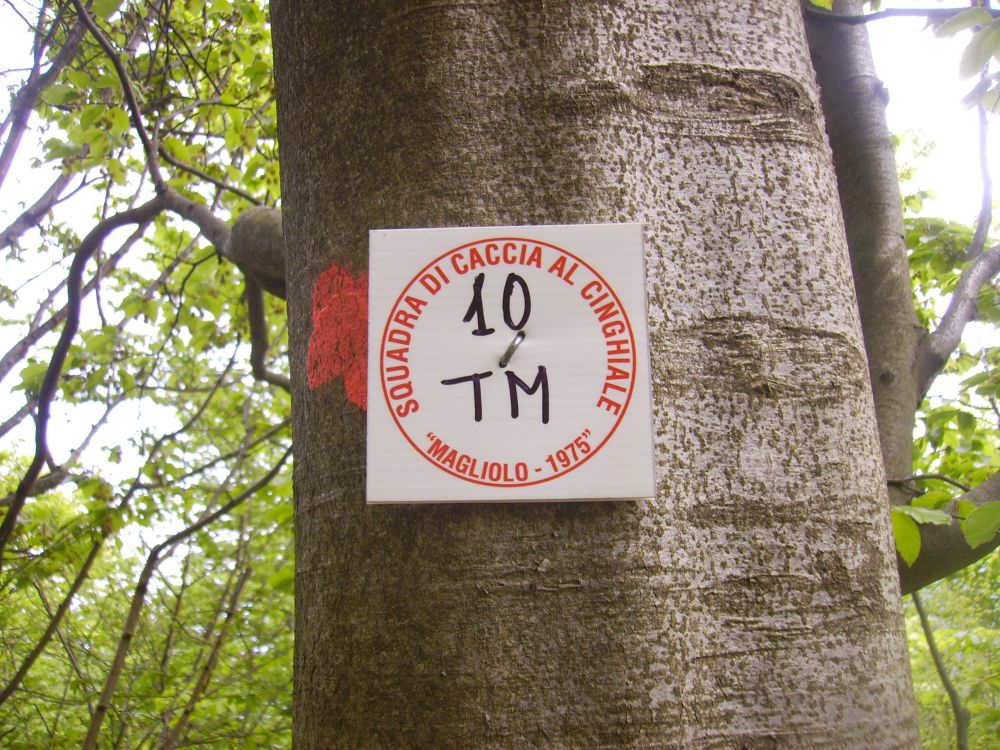 SQUADRA DI CACCIA AL CINGHIALE
10
TM
"MAGLIOLO - 1975"